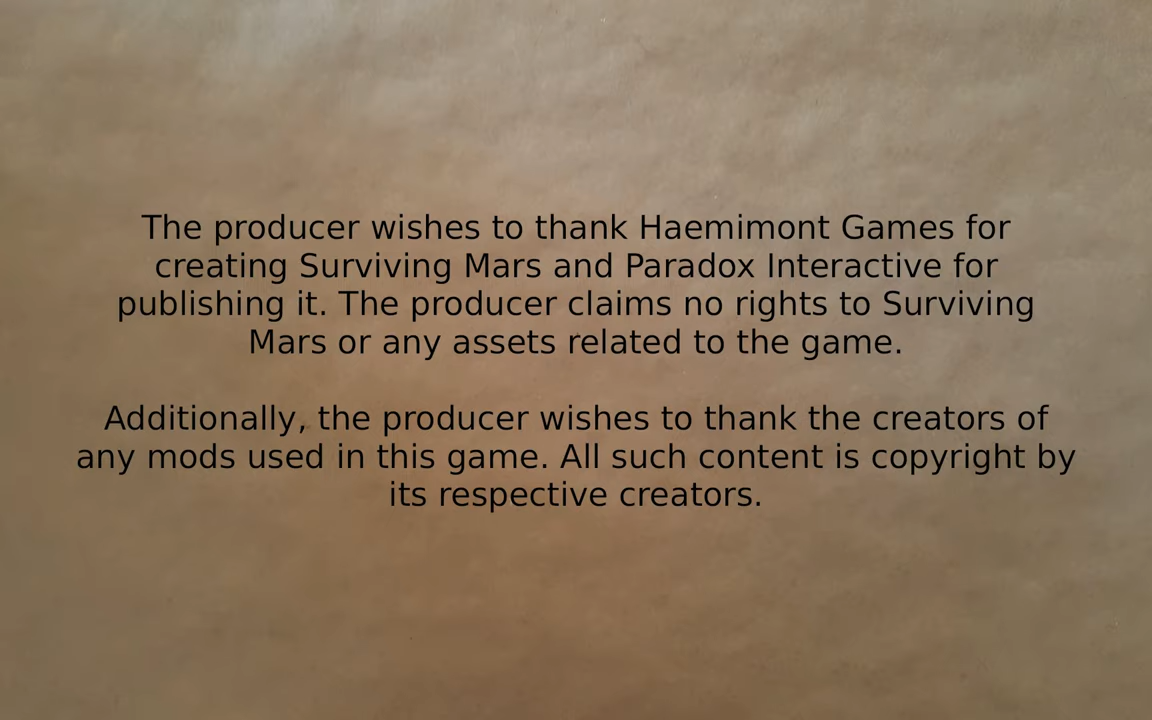 The producer wishes to thank Haemimont Games for
creating Surviving Mars and Paradox Interactive for
publishing it. The producer claims no rights to Surviving
Mars or any assets related to the game.
Additionally, the producer wishes to thank the creators of
any mods used in this game. All such content is copyright by
its respective creators.